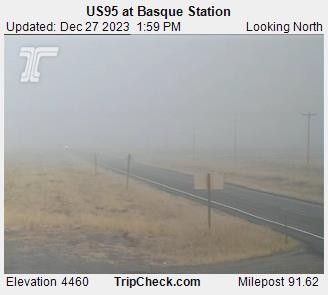 US95 at Basque Station
Updated: Dec 27 2023 1:59 PM Looking North
Elevation 4460 TripCheck.com Milepost 91.62